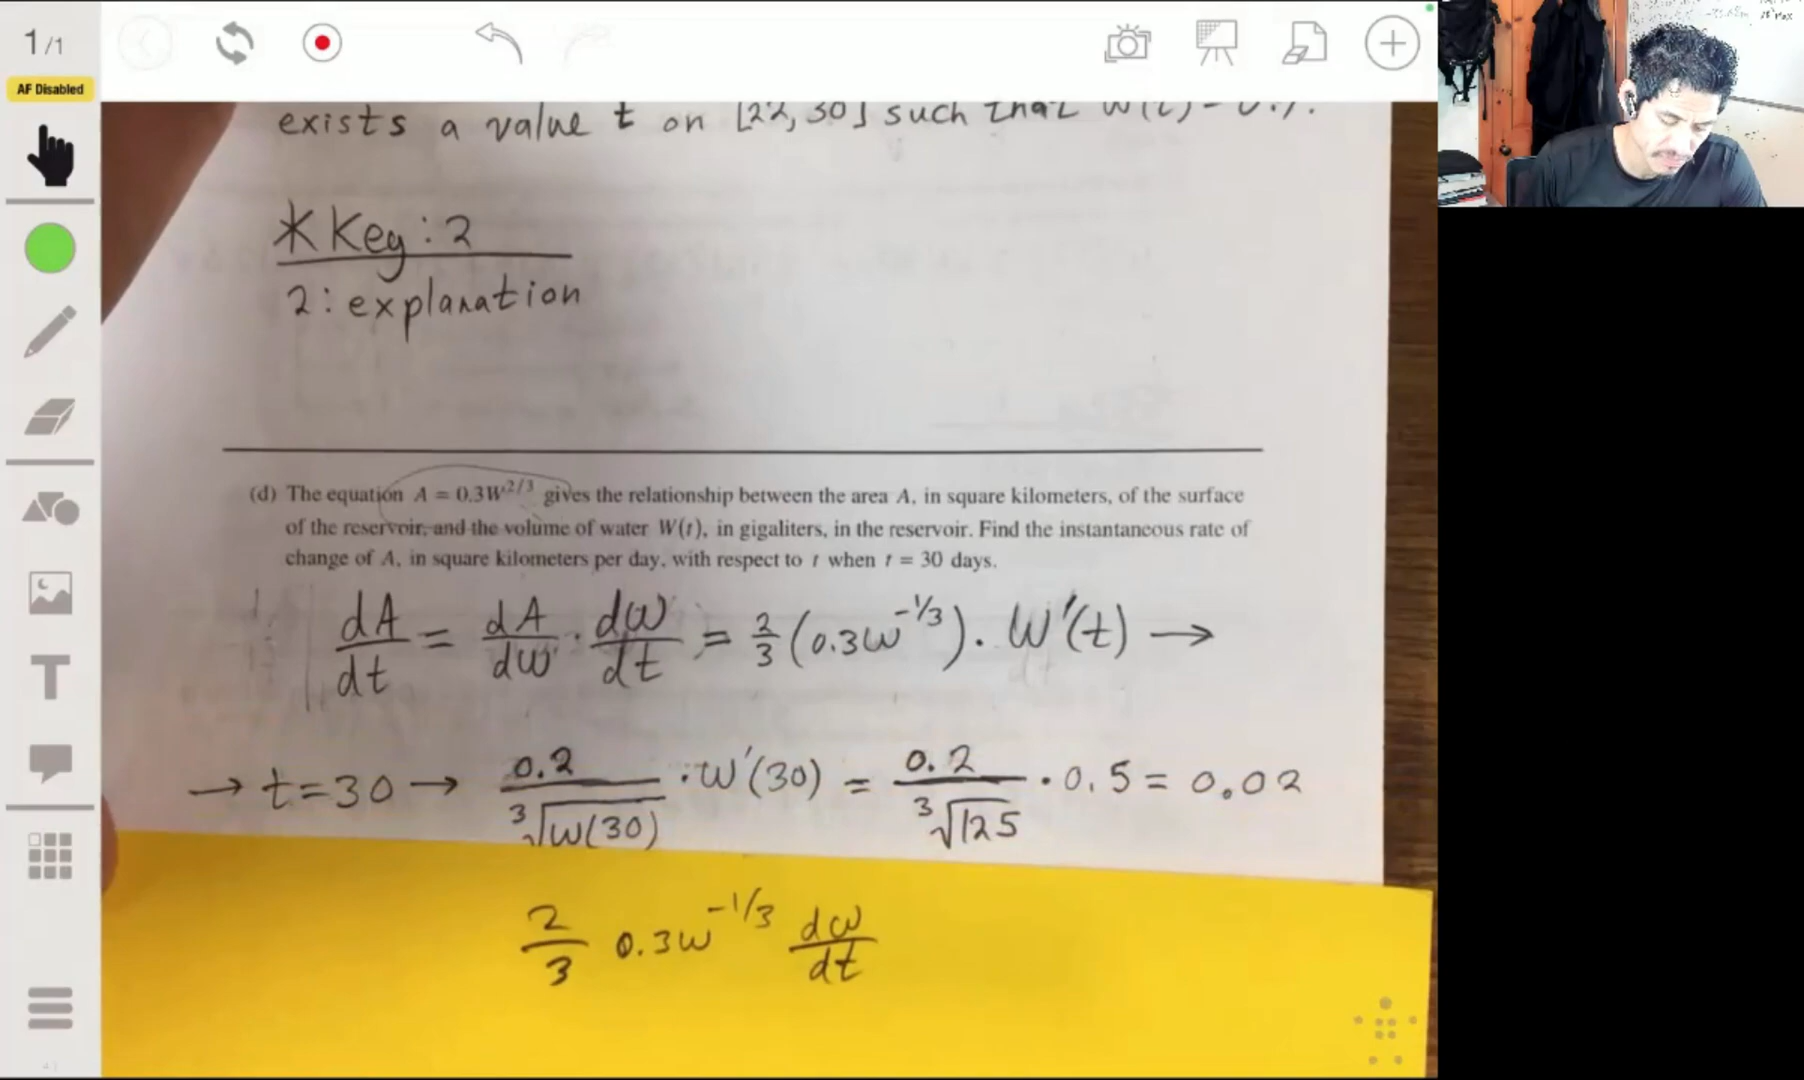 1/1
AF Disabled
exists a value t on [22, 30] such that
*Key: 2
2: explanation
(d) The equation A = 0.3W^{2/3} gives the relationship between the area A, in square kilometers, of the surface
of the reservoir, and the volume of water W(t), in gigaliters, in the reservoir. Find the instantaneous rate of
change of A, in square kilometers per day, with respect to t when t = 30 days.
dA/dt = dA/dw · dw/dt = 2/3 (0.3w^{-1/3}) · W'(t) →
→ t=30 → 0.2/∛w(30) · w'(30) = 0.2/∛125 · 0.5 = 0.02
2/3 0.3w^{-1/3} dw/dt
T